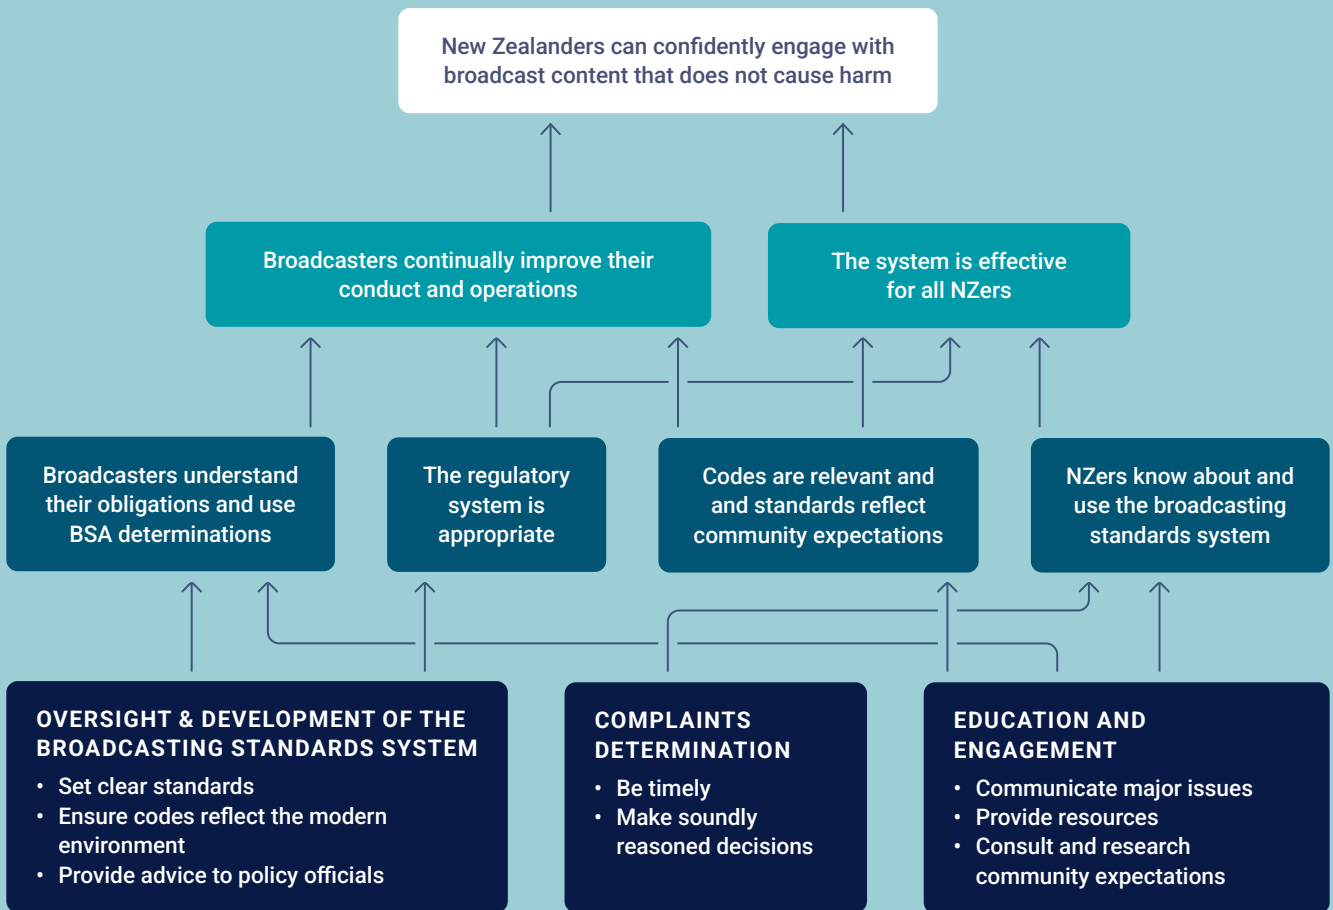 New Zealanders can confidently engage with
broadcast content that does not cause harm
Broadcasters continually improve their
conduct and operations
The system is effective
for all NZers
Broadcasters understand
their obligations and use
BSA determinations
The regulatory
system is
appropriate
Codes are relevant and
and standards reflect
community expectations
NZers know about and
use the broadcasting
standards system
OVERSIGHT & DEVELOPMENT OF THE
BROADCASTING STANDARDS SYSTEM
• Set clear standards
• Ensure codes reflect the modern
environment
• Provide advice to policy officials
COMPLAINTS
DETERMINATION
• Be timely
• Make soundly
reasoned decisions
EDUCATION AND
ENGAGEMENT
• Communicate major issues
• Provide resources
• Consult and research
community expectations